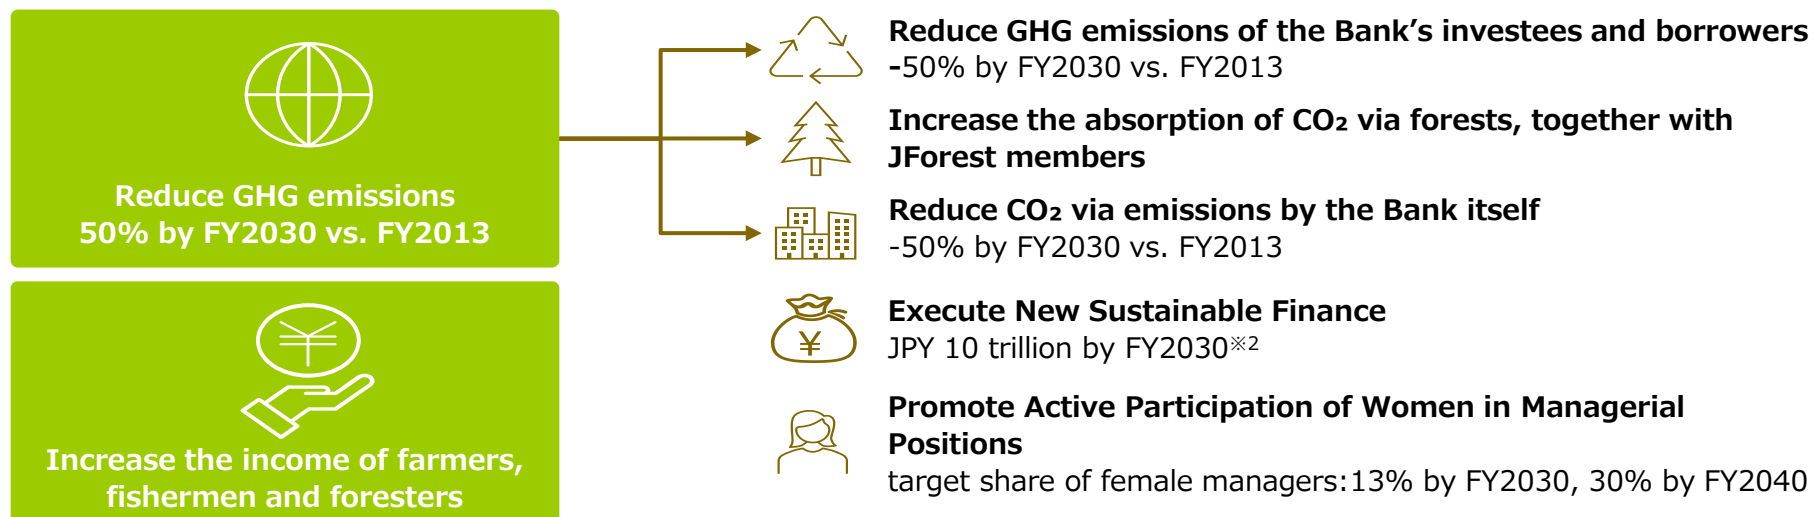 Reduce GHG emissions
50% by FY2030 vs. FY2013
Increase the income of farmers,
fishermen and foresters
Reduce GHG emissions of the Bank’s investees and borrowers
-50% by FY2030 vs. FY2013
Increase the absorption of CO₂ via forests, together with
JForest members
Reduce CO₂ via emissions by the Bank itself
-50% by FY2030 vs. FY2013
Execute New Sustainable Finance
JPY 10 trillion by FY2030※2
Promote Active Participation of Women in Managerial
Positions
target share of female managers:13% by FY2030, 30% by FY2040